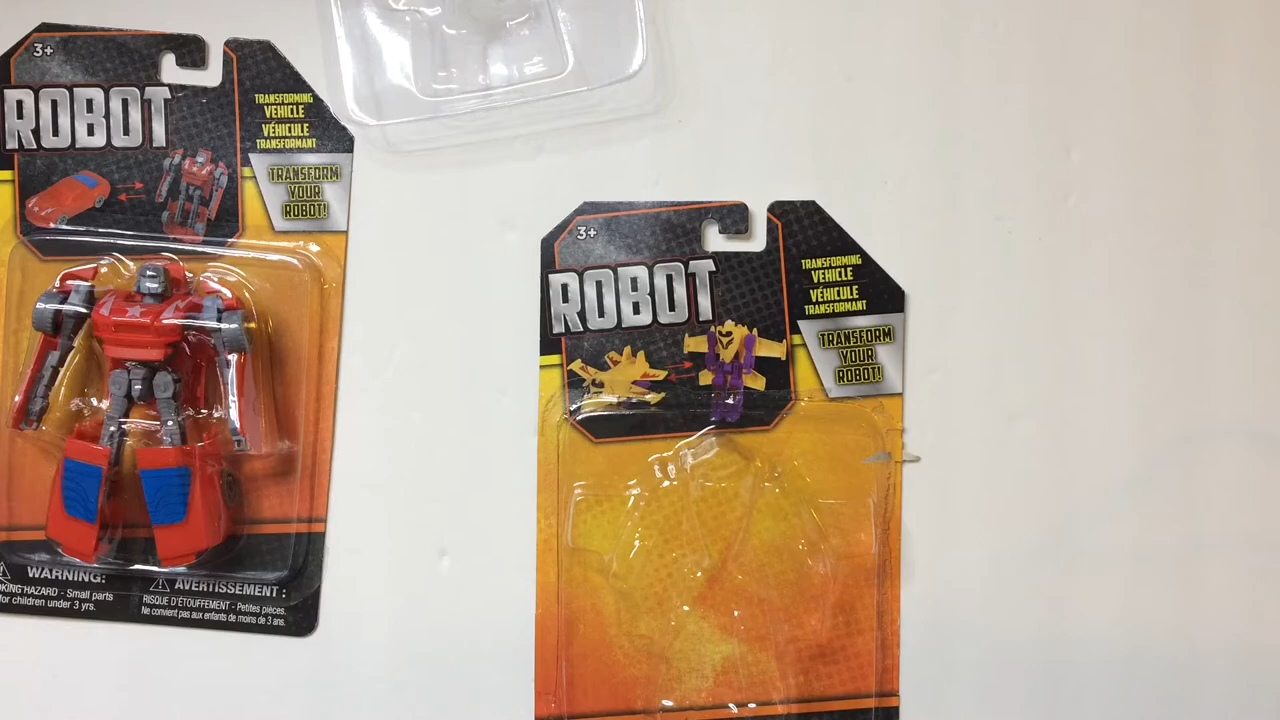 3+
ROBOT
TRANSFORMING
VEHICLE
VÉHICULE
TRANSFORMANT
TRANSFORM
YOUR
ROBOT!
WARNING:
KING HAZARD - Small parts
for children under 3 yrs.
AVERTISSEMENT :
RISQUE D'ÉTOUFFEMENT - Petites pièces.
Ne convient pas aux enfants de moins de 3 ans.
3+
ROBOT
TRANSFORMING
VEHICLE
VÉHICULE
TRANSFORMANT
TRANSFORM
YOUR
ROBOT!